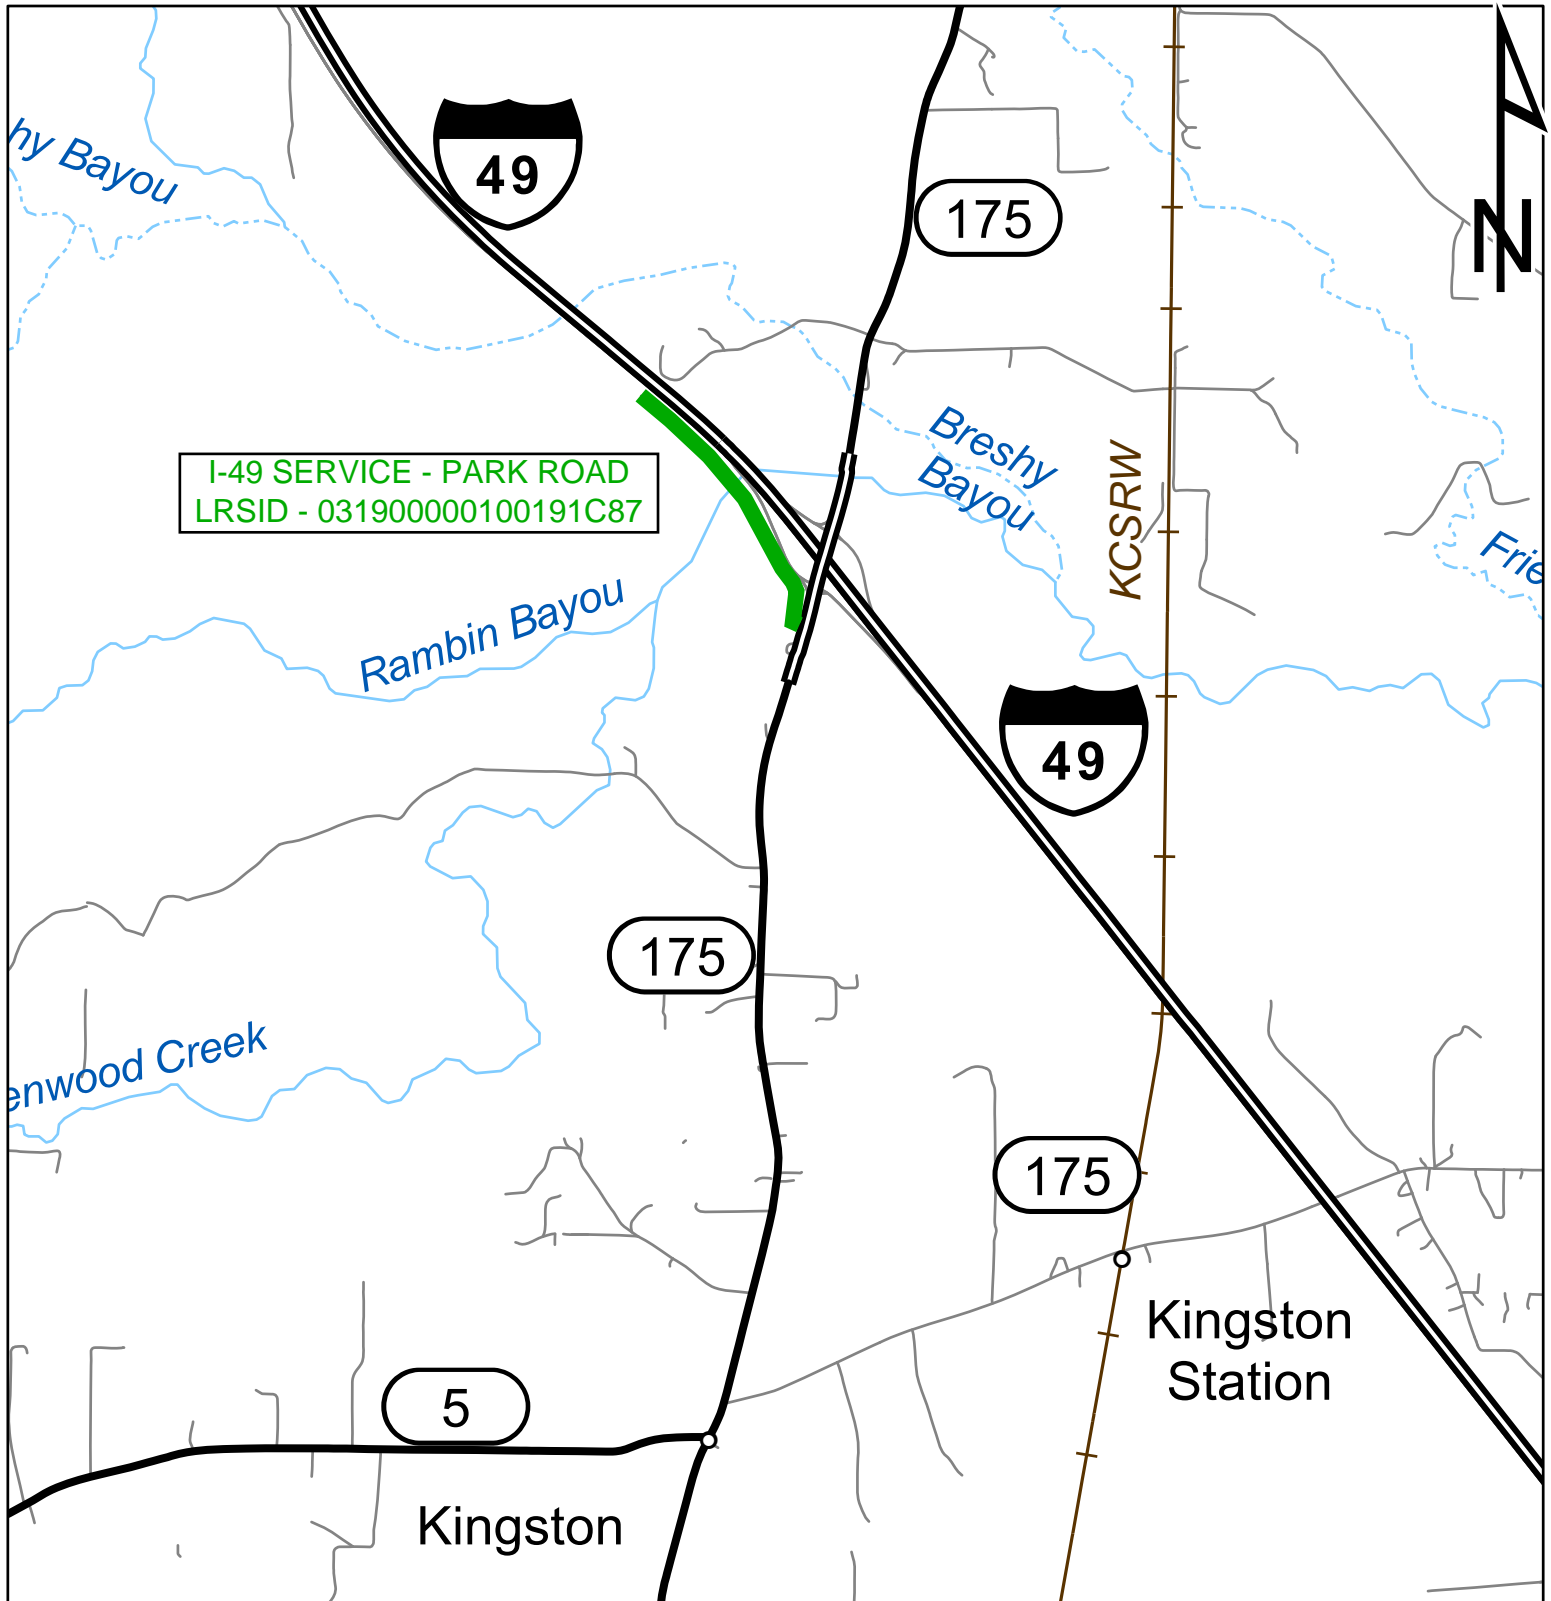 hy Bayou
49
175
N
Breshy
Bayou
KCSRW
I-49 SERVICE - PARK ROAD
LRSID - 031900000100191C87
Frie
Rambin Bayou
49
175
enwood Creek
175
Kingston
Station
5
Kingston